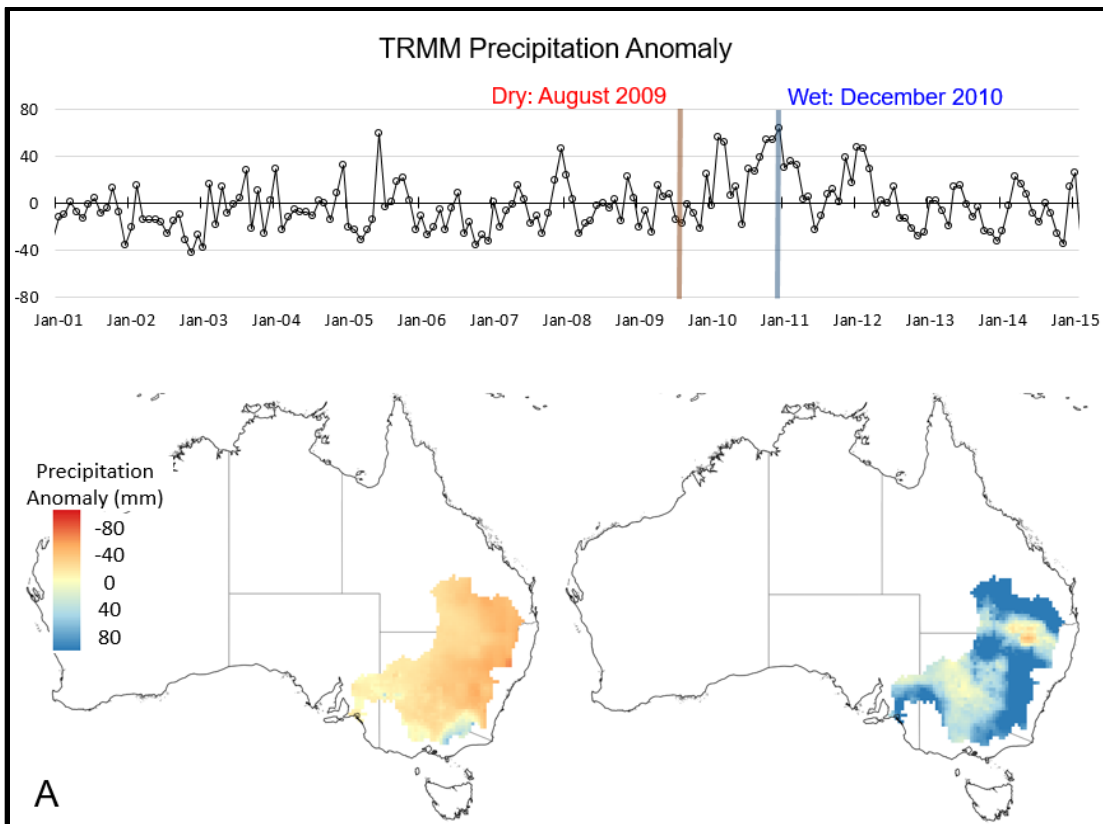 TRMM Precipitation Anomaly
Dry: August 2009
Wet: December 2010
80
40
0
-40
-80
Jan-01 Jan-02 Jan-03 Jan-04 Jan-05 Jan-06 Jan-07 Jan-08 Jan-09 Jan-10 Jan-11 Jan-12 Jan-13 Jan-14 Jan-15
Precipitation
Anomaly (mm)
-80
-40
0
40
80
A